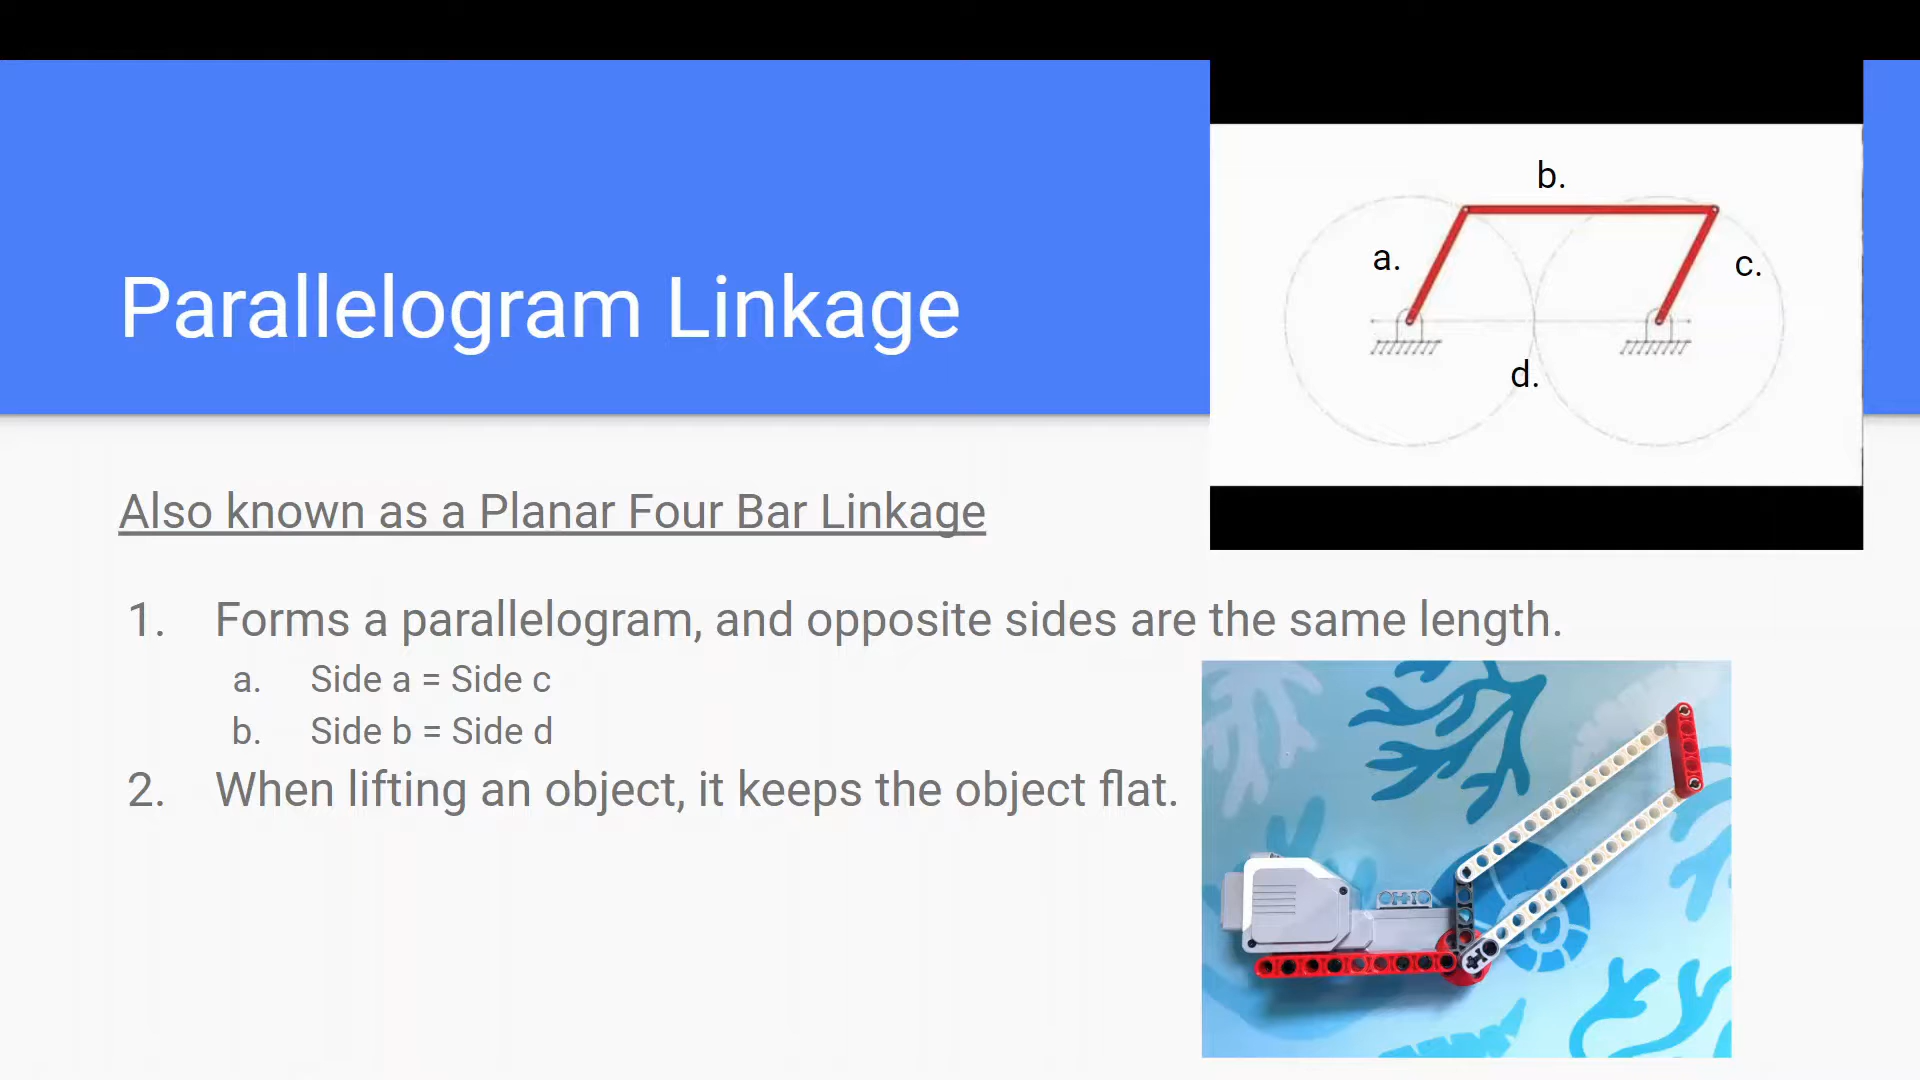 Parallelogram Linkage
b.
a.
c.
d.
Also known as a Planar Four Bar Linkage
1. Forms a parallelogram, and opposite sides are the same length.
a. Side a = Side c
b. Side b = Side d
2. When lifting an object, it keeps the object flat.